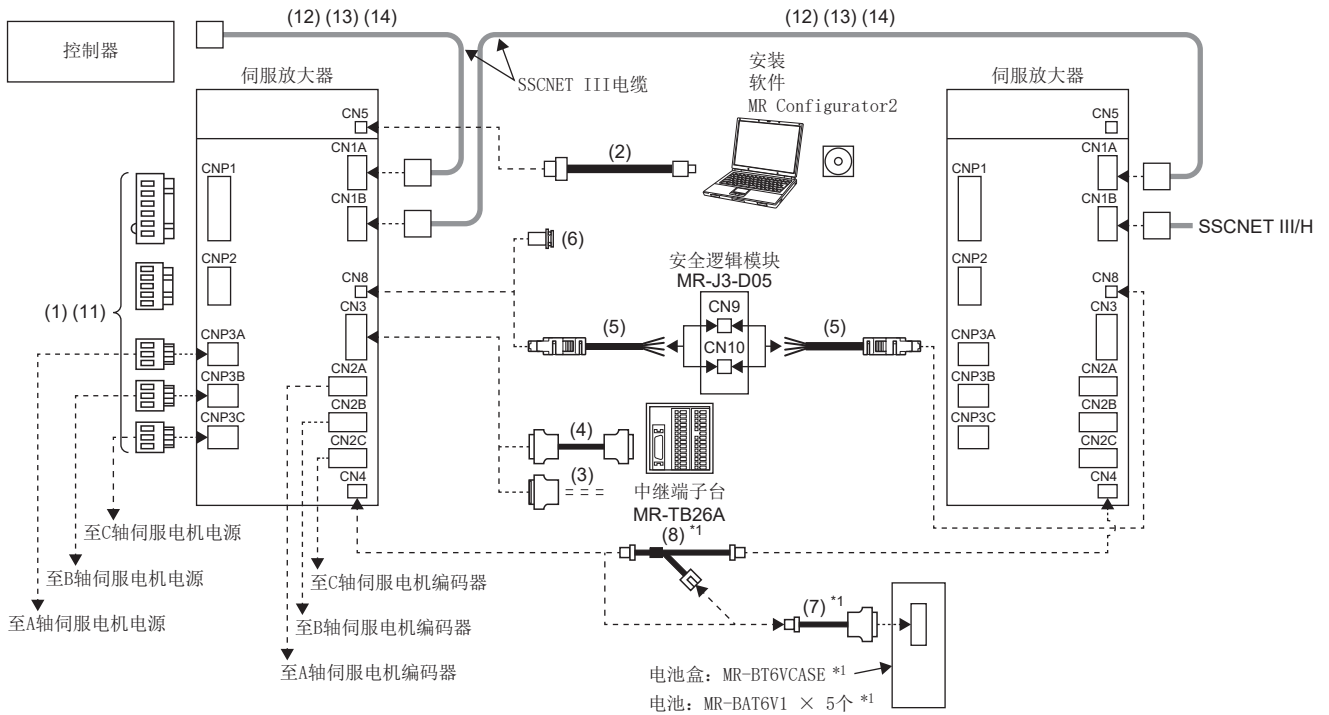 (12) (13) (14)
(12) (13) (14)
控制器
SSCNET III电缆
安装
软件
MR Configurator2
伺服放大器
伺服放大器
CN5
CN1A
CN1B
CNP1
CNP2
CN8
CN3
CNP3A
CNP3B
CNP3C
CN2A
CN2B
CN2C
CN4
(1) (11)
(2)
(6)
安全逻辑模块
MR-J3-D05
CN9
CN10
(5)
(5)
(4)
(3)
中继端子台
MR-TB26A
(8) *1
(7) *1
CN5
CN1A
CN1B
SSCNET III/H
CNP1
CNP2
CN8
CN3
CNP3A
CNP3B
CNP3C
CN2A
CN2B
CN2C
CN4
至C轴伺服电机电源
至B轴伺服电机电源
至A轴伺服电机电源
至C轴伺服电机编码器
至B轴伺服电机编码器
至A轴伺服电机编码器
电池盒：MR-BT6VCASE *1
电池：MR-BAT6V1 × 5个 *1